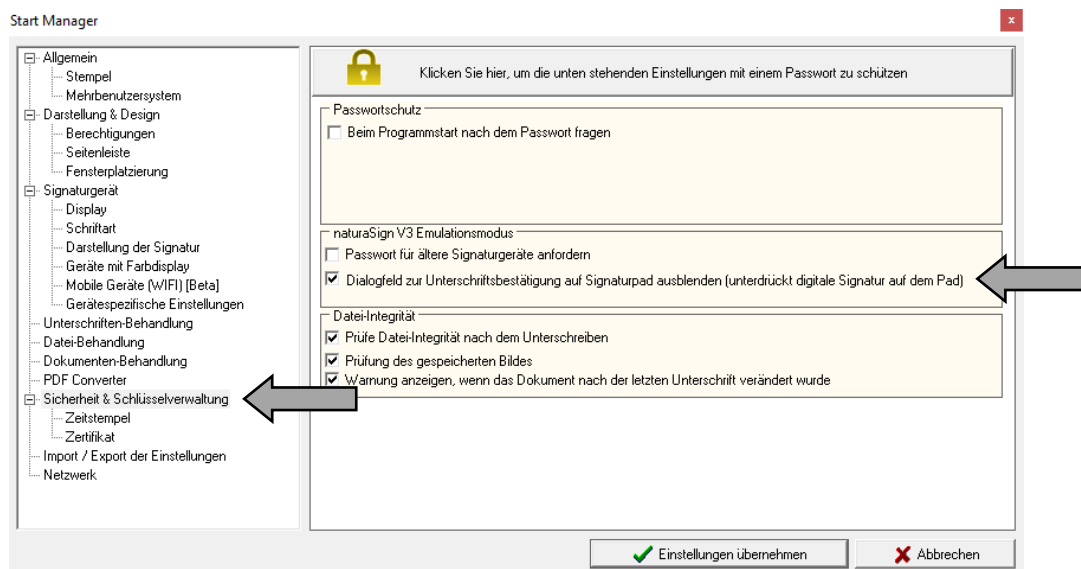 Start Manager
x
Allgemein
Stempel
Mehrbenutzersystem
Darstellung & Design
Berechtigungen
Seitenleiste
Fensterplatzierung
Signaturgerät
Display
Schriftart
Darstellung der Signatur
Geräte mit Farbdisplay
Mobile Geräte (WIFI) [Beta]
Gerätespezifische Einstellungen
Unterschriften-Behandlung
Datei-Behandlung
Dokumenten-Behandlung
PDF Converter
Sicherheit & Schlüsselverwaltung
Zeitstempel
Zertifikat
Import / Export der Einstellungen
Netzwerk
Klicken Sie hier, um die unten stehenden Einstellungen mit einem Passwort zu schützen
Passwortschutz
Beim Programmstart nach dem Passwort fragen
naturaSign V3 Emulationsmodus
Passwort für ältere Signaturgeräte anfordern
Dialogfeld zur Unterschriftsbestätigung auf Signaturpad ausblenden (unterdrückt digitale Signatur auf dem Pad)
Datei-Integrität
Prüfe Datei-Integrität nach dem Unterschreiben
Prüfung des gespeicherten Bildes
Warnung anzeigen, wenn das Dokument nach der letzten Unterschrift verändert wurde
Einstellungen übernehmen
Abbrechen